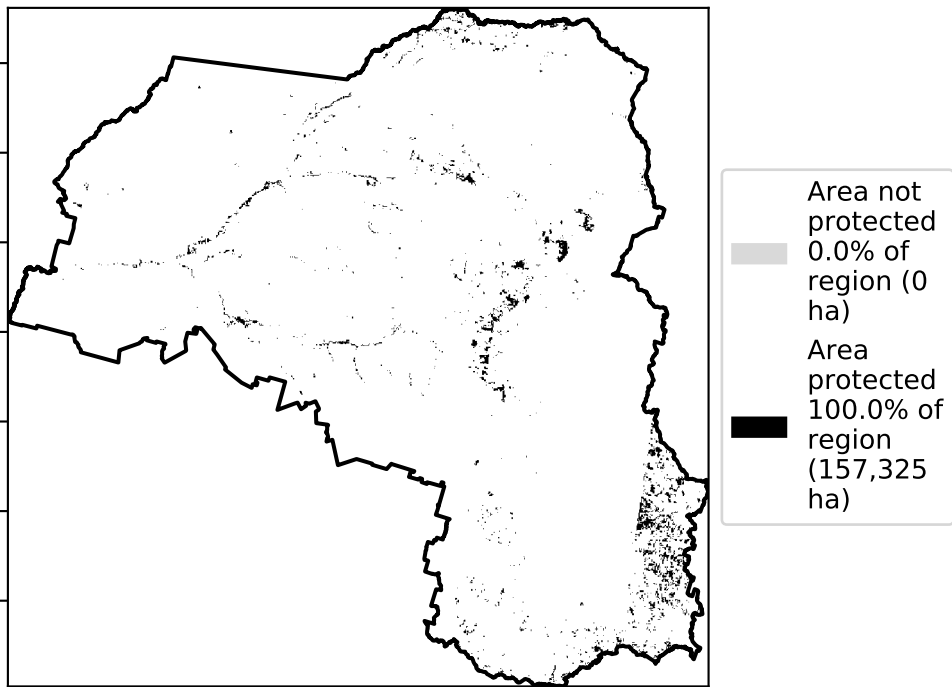 Area not
protected
0.0% of
region (0
ha)
Area
protected
100.0% of
region
(157,325
ha)